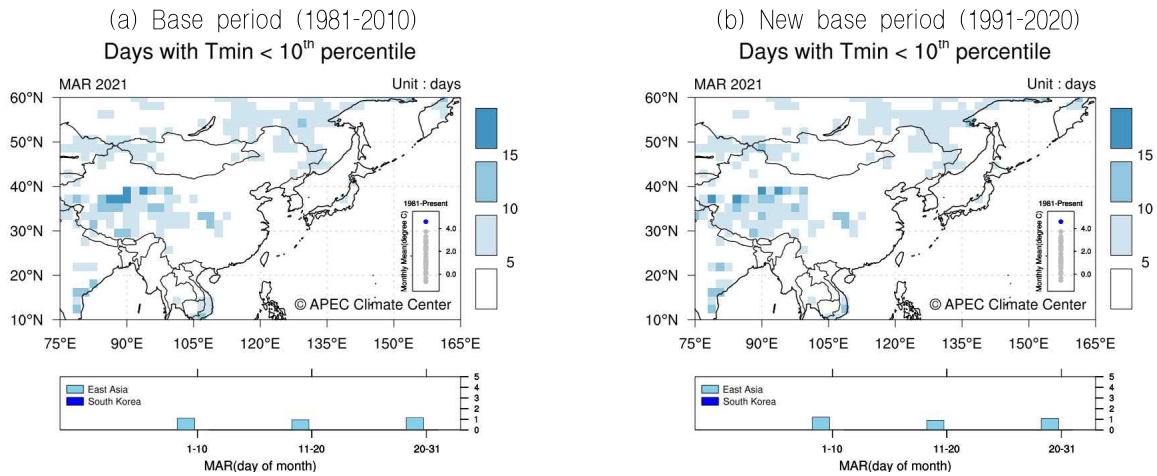 (a) Base period (1981-2010)
Days with Tmin < 10th percentile
MAR 2021 Unit : days
60°N
50°N
40°N
30°N
20°N
10°N
75°E 90°E 105°E 120°E 135°E 150°E 165°E
15
10
5
1981-Present
Monthly Mean(degree C)
4.0
2.0
0.0
© APEC Climate Center
East Asia
South Korea
5
4
3
2
1
0
1-10 11-20 20-31
MAR(day of month)
(b) New base period (1991-2020)
Days with Tmin < 10th percentile
MAR 2021 Unit : days
60°N
50°N
40°N
30°N
20°N
10°N
75°E 90°E 105°E 120°E 135°E 150°E 165°E
15
10
5
1981-Present
Monthly Mean(degree C)
4.0
2.0
0.0
© APEC Climate Center
East Asia
South Korea
5
4
3
2
1
0
1-10 11-20 20-31
MAR(day of month)